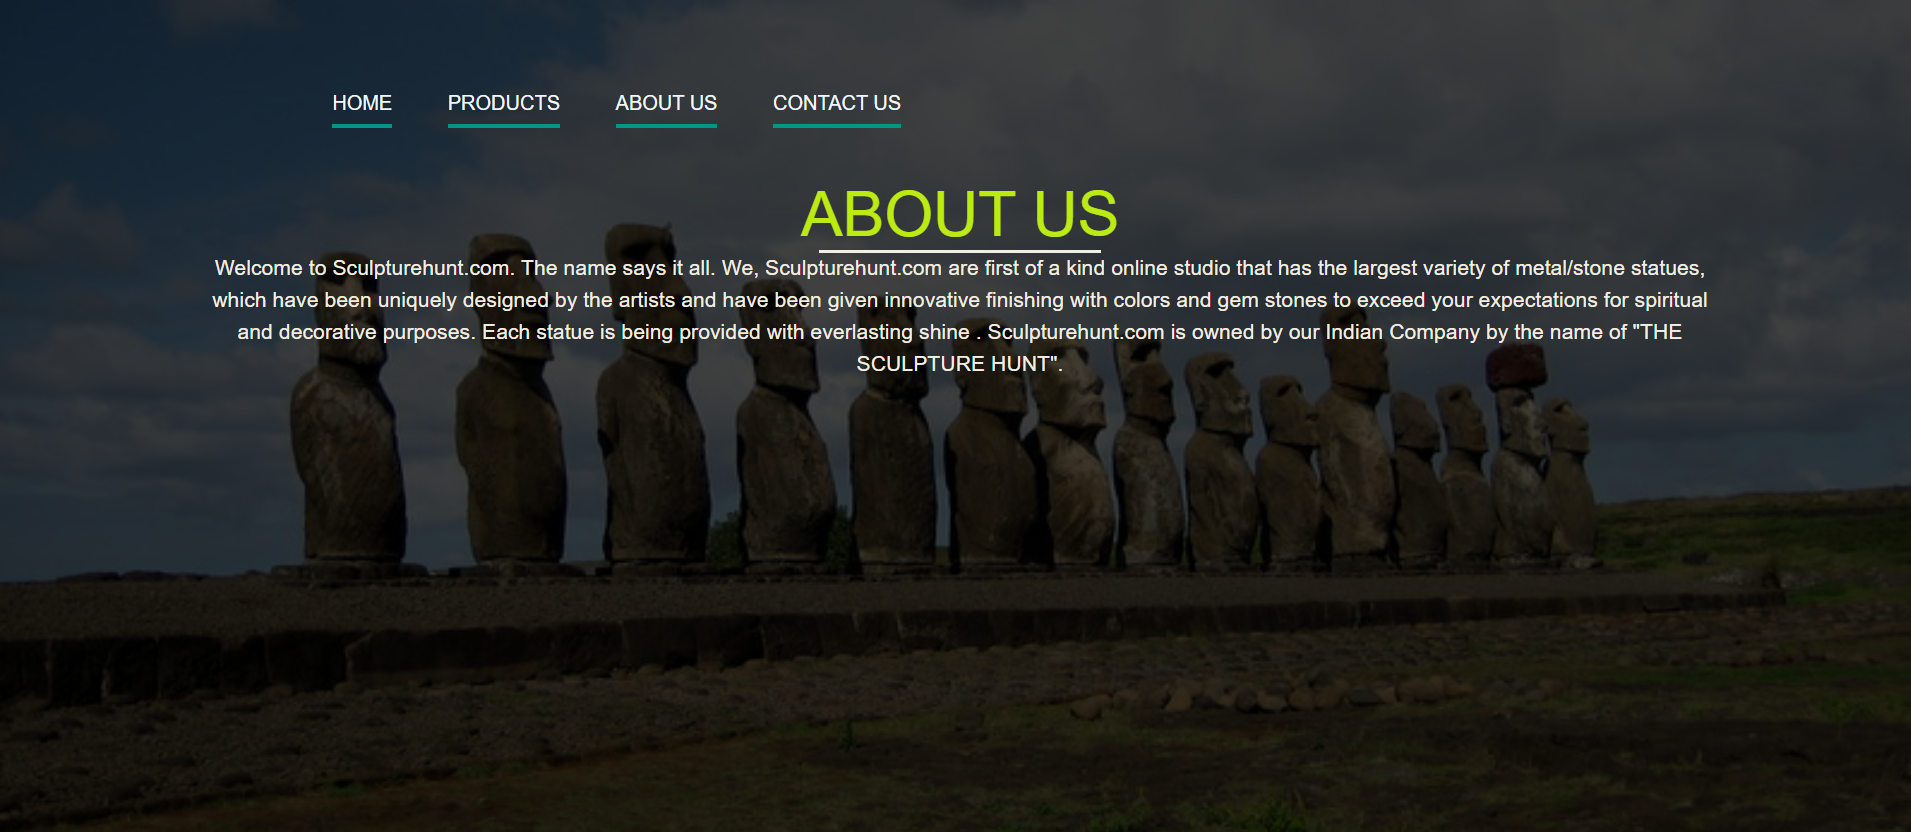 HOME PRODUCTS ABOUT US CONTACT US
ABOUT US
Welcome to Sculpturehunt.com. The name says it all. We, Sculpturehunt.com are first of a kind online studio that has the largest variety of metal/stone statues,
which have been uniquely designed by the artists and have been given innovative finishing with colors and gem stones to exceed your expectations for spiritual
and decorative purposes. Each statue is being provided with everlasting shine . Sculpturehunt.com is owned by our Indian Company by the name of "THE
SCULPTURE HUNT".